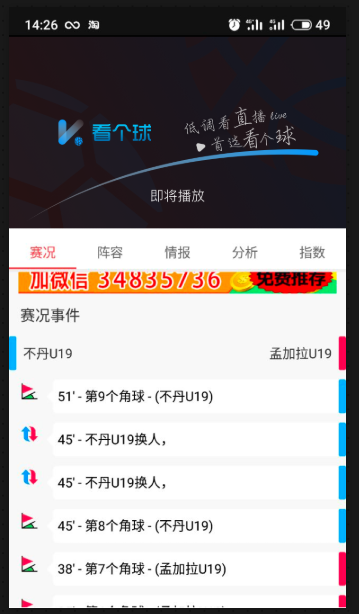 14:26 淘 49
看个球
低调看直播live
首选看个球
即将播放
赛况 阵容 情报 分析 指数
加微信 34835736 免费推荐
赛况事件
不丹U19 孟加拉U19
51' - 第9个角球 - (不丹U19)
45' - 不丹U19换人，
45' - 不丹U19换人，
45' - 第8个角球 - (不丹U19)
38' - 第7个角球 - (孟加拉U19)